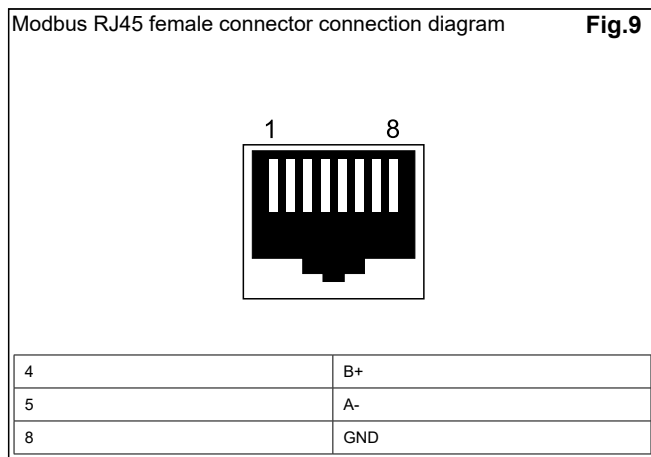 Modbus RJ45 female connector connection diagram Fig.9
1 8
4 B+
5 A-
8 GND